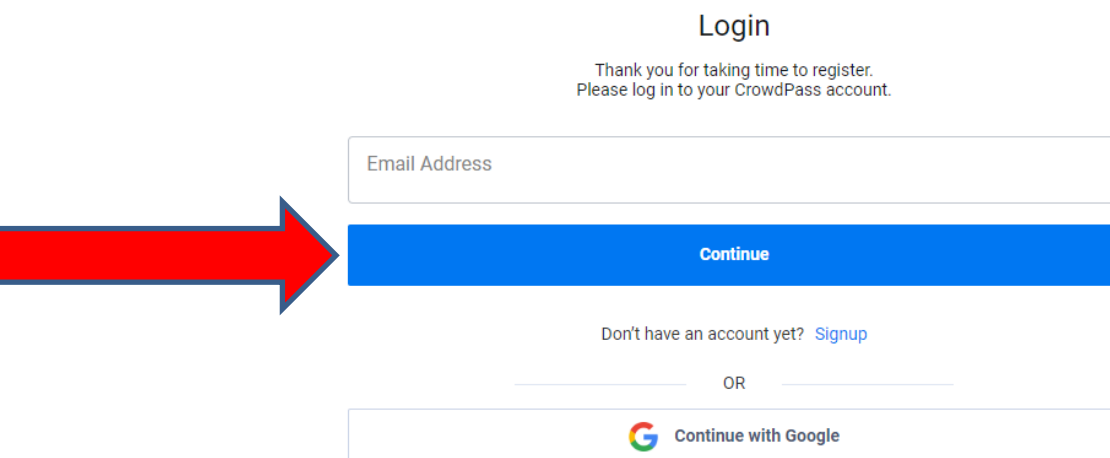 Login
Thank you for taking time to register.
Please log in to your CrowdPass account.
Email Address
Continue
Don't have an account yet? Signup
OR
Continue with Google